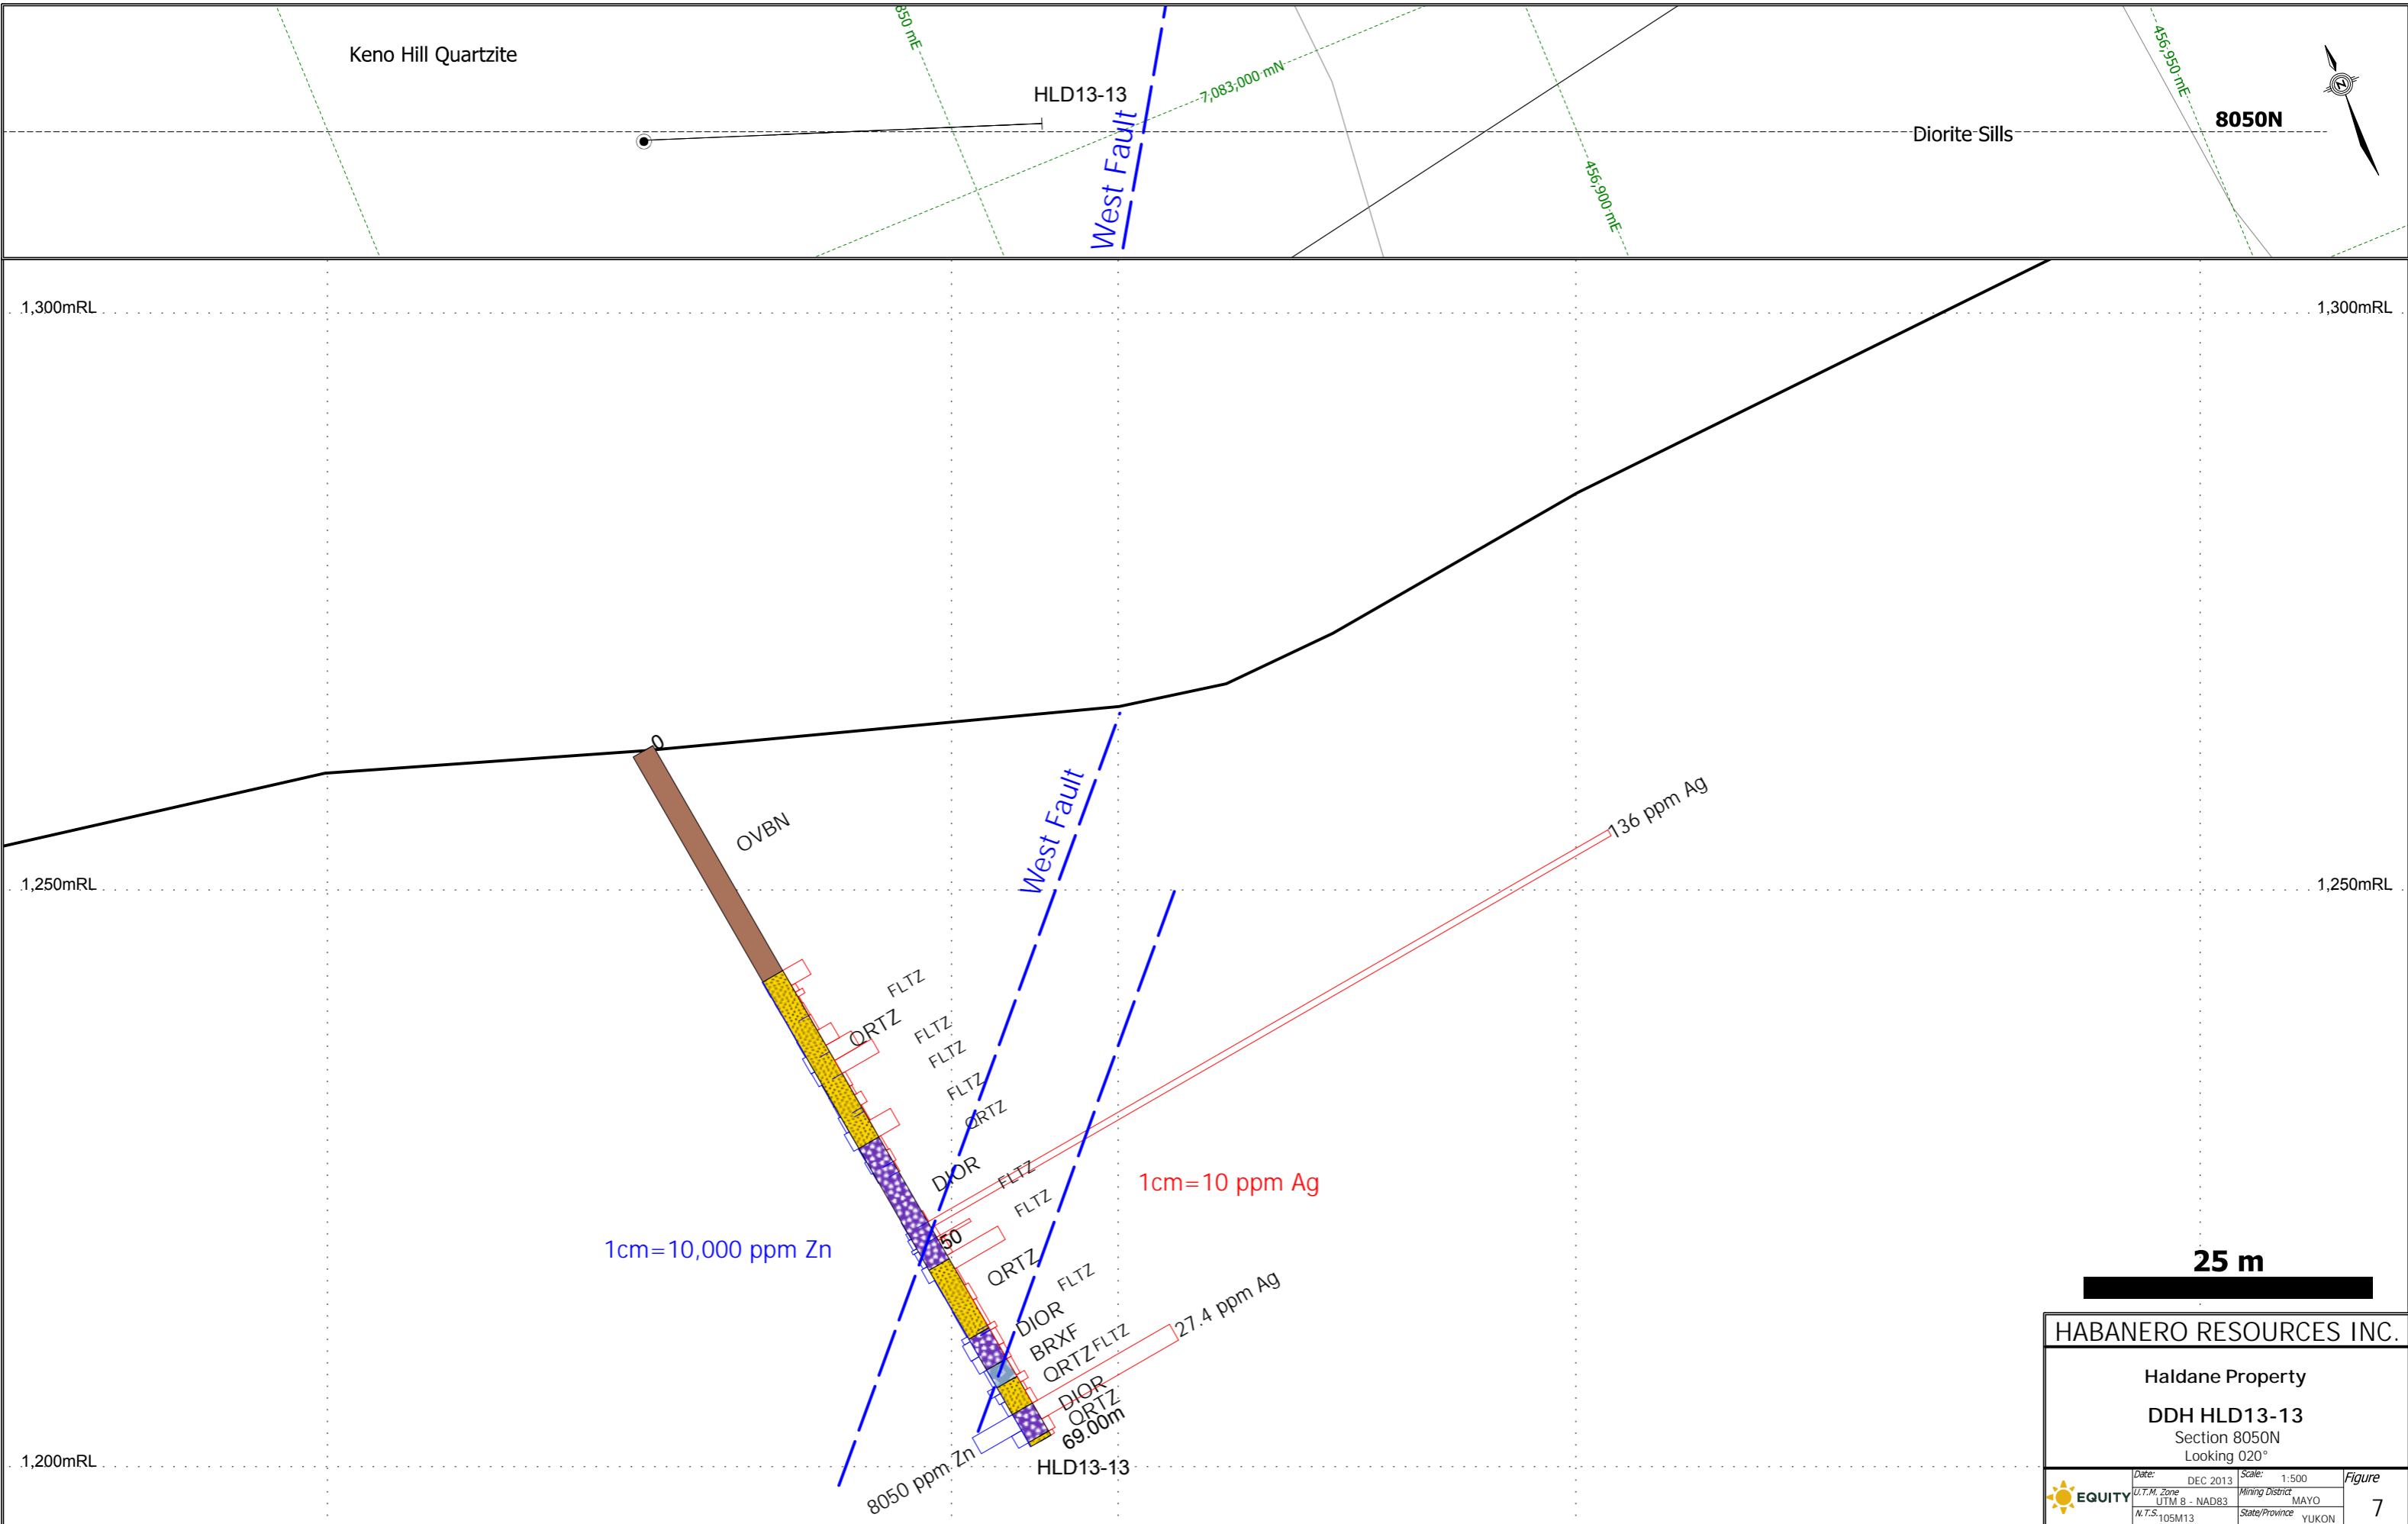 850 mE
Keno Hill Quartzite
456,950 mE
7,083,000 mN
HLD13-13
West Fault
8050N
Diorite Sills
456,900 mE
N
1,300mRL
1,300mRL
0
OVBN
West Fault
136 ppm Ag
1,250mRL
1,250mRL
FLTZ
QRTZ
FLTZ
FLTZ
FLTZ
QRTZ
DIOR
FLTZ
FLTZ
1cm=10 ppm Ag
50
1cm=10,000 ppm Zn
QRTZ
FLTZ
25 m
27.4 ppm Ag
DIOR
BRXF
FLTZ
QRTZ
DIOR
QRTZ
69.00m
8050 ppm Zn
HLD13-13
1,200mRL
HABANERO RESOURCES INC.
Haldane Property
DDH HLD13-13
Section 8050N
Looking 020°
EQUITY
Date: DEC 2013
Scale: 1:500
Figure
U.T.M. Zone UTM 8 - NAD83
Mining District MAYO
7
N.T.S. 105M13
State/Province YUKON